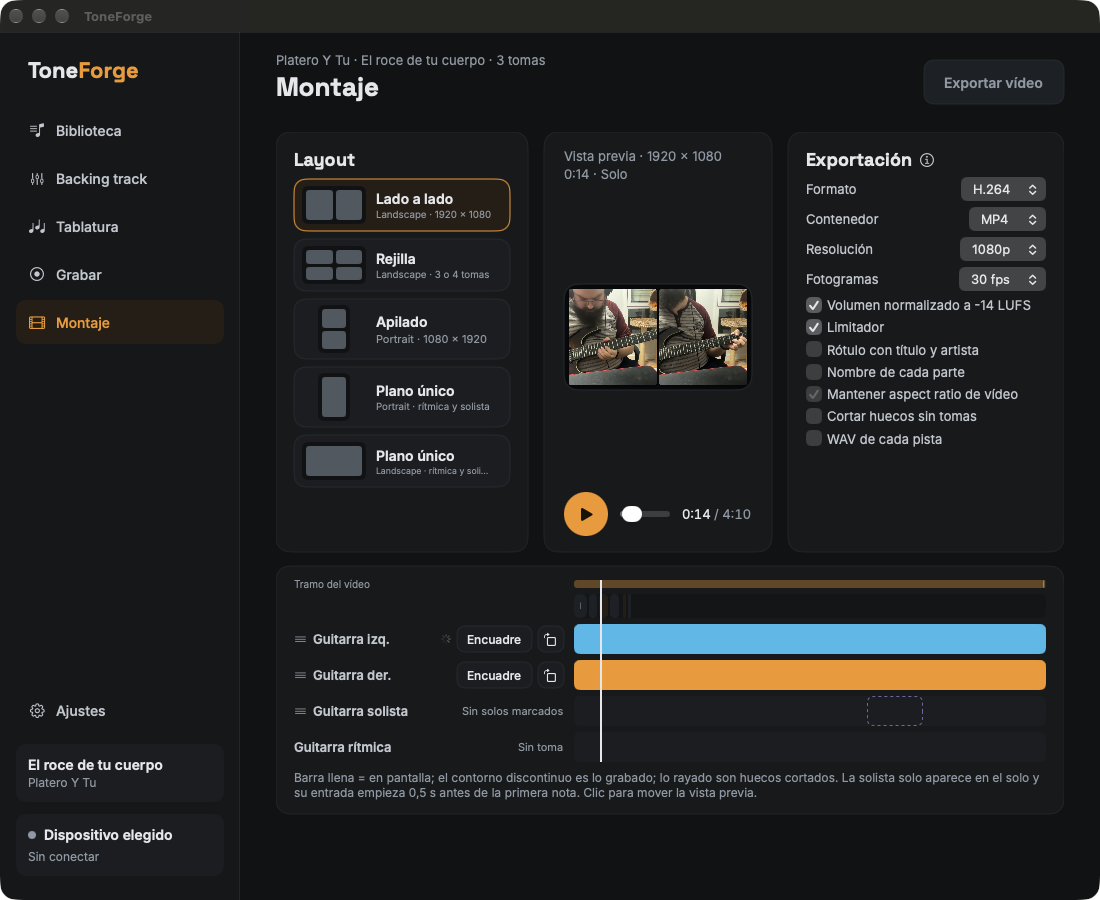 ToneForge
ToneForge
Biblioteca
Backing track
Tablatura
Grabar
Montaje
Ajustes
El roce de tu cuerpo
Platero Y Tu
Dispositivo elegido
Sin conectar
Platero Y Tu · El roce de tu cuerpo · 3 tomas
Montaje
Exportar vídeo
Layout
Lado a lado
Landscape · 1920 × 1080
Rejilla
Landscape · 3 o 4 tomas
Apilado
Portrait · 1080 × 1920
Plano único
Portrait · rítmica y solista
Plano único
Landscape · rítmica y soli...
Vista previa · 1920 × 1080
0:14 · Solo
0:14 / 4:10
Exportación
Formato H.264
Contenedor MP4
Resolución 1080p
Fotogramas 30 fps
Volumen normalizado a -14 LUFS
Limitador
Rótulo con título y artista
Nombre de cada parte
Mantener aspect ratio de vídeo
Cortar huecos sin tomas
WAV de cada pista
Tramo del vídeo
Guitarra izq. Encuadre
Guitarra der. Encuadre
Guitarra solista Sin solos marcados
Guitarra rítmica Sin toma
Barra llena = en pantalla; el contorno discontinuo es lo grabado; lo rayado son huecos cortados. La solista solo aparece en el solo y
su entrada empieza 0,5 s antes de la primera nota. Clic para mover la vista previa.